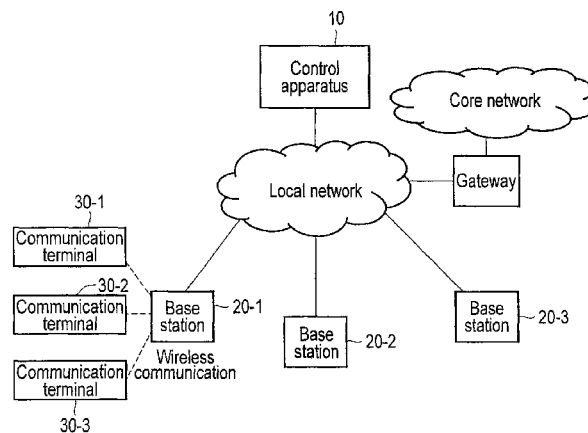 10
Control
apparatus
Core network
Local network
Gateway
30-1
Communication
terminal
30-2
Communication
terminal
Base
station
20-1
Wireless
communication
Communication
terminal
30-3
Base
station
20-2
Base
station
20-3